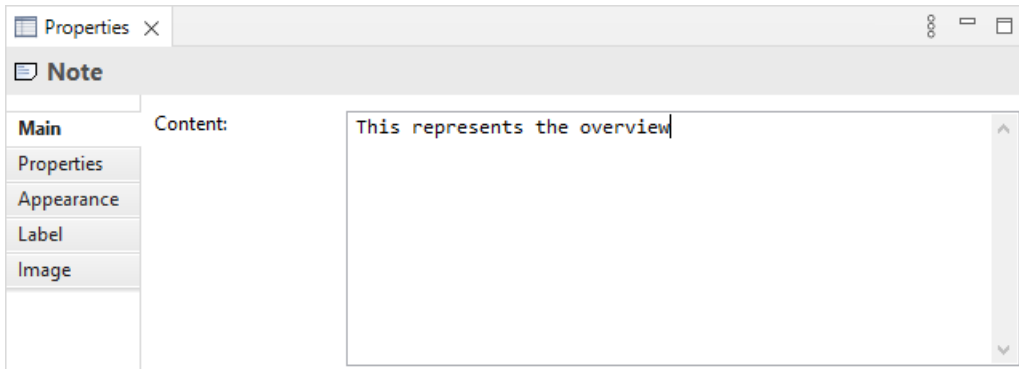 Properties
Note
Main
Content:
This represents the overview
Properties
Appearance
Label
Image